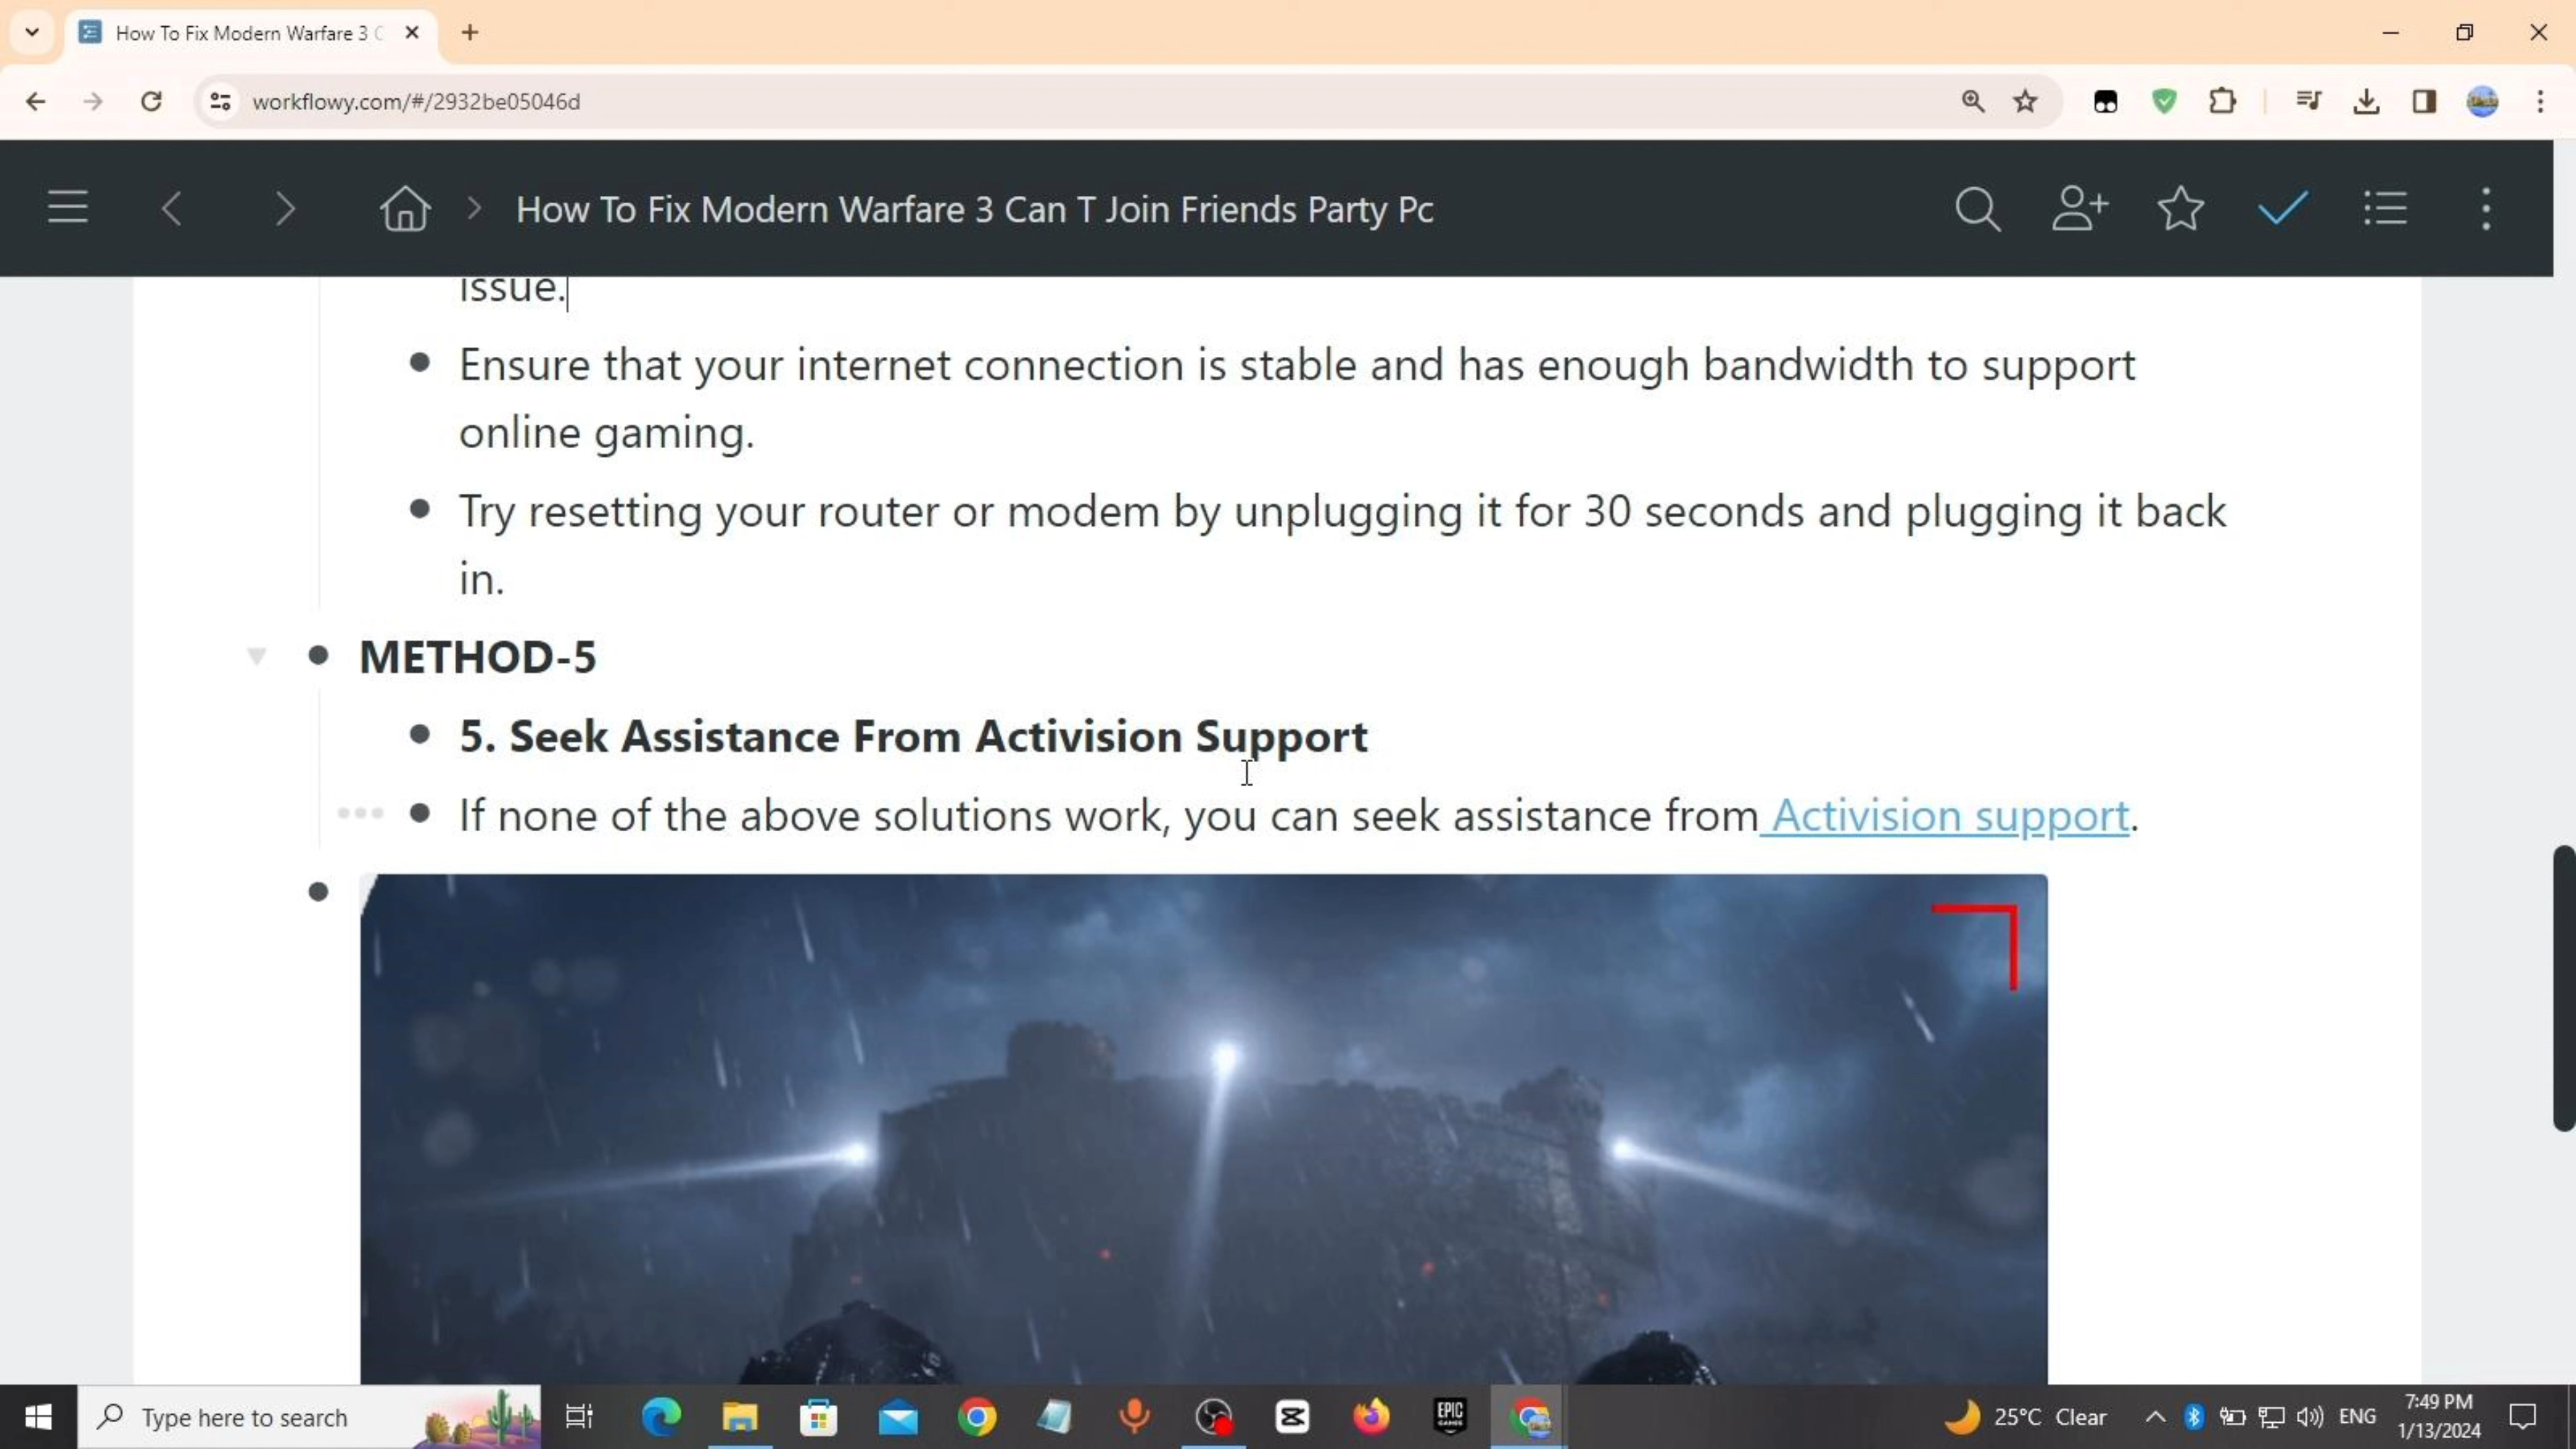 How To Fix Modern Warfare 3 C
workflowy.com/#/2932be05046d
How To Fix Modern Warfare 3 Can T Join Friends Party Pc
issue.
Ensure that your internet connection is stable and has enough bandwidth to support
online gaming.
Try resetting your router or modem by unplugging it for 30 seconds and plugging it back
in.
METHOD-5
5. Seek Assistance From Activision Support
If none of the above solutions work, you can seek assistance from Activision support.
Type here to search
EPIC
GAMES
25°C Clear
ENG
7:49 PM
1/13/2024